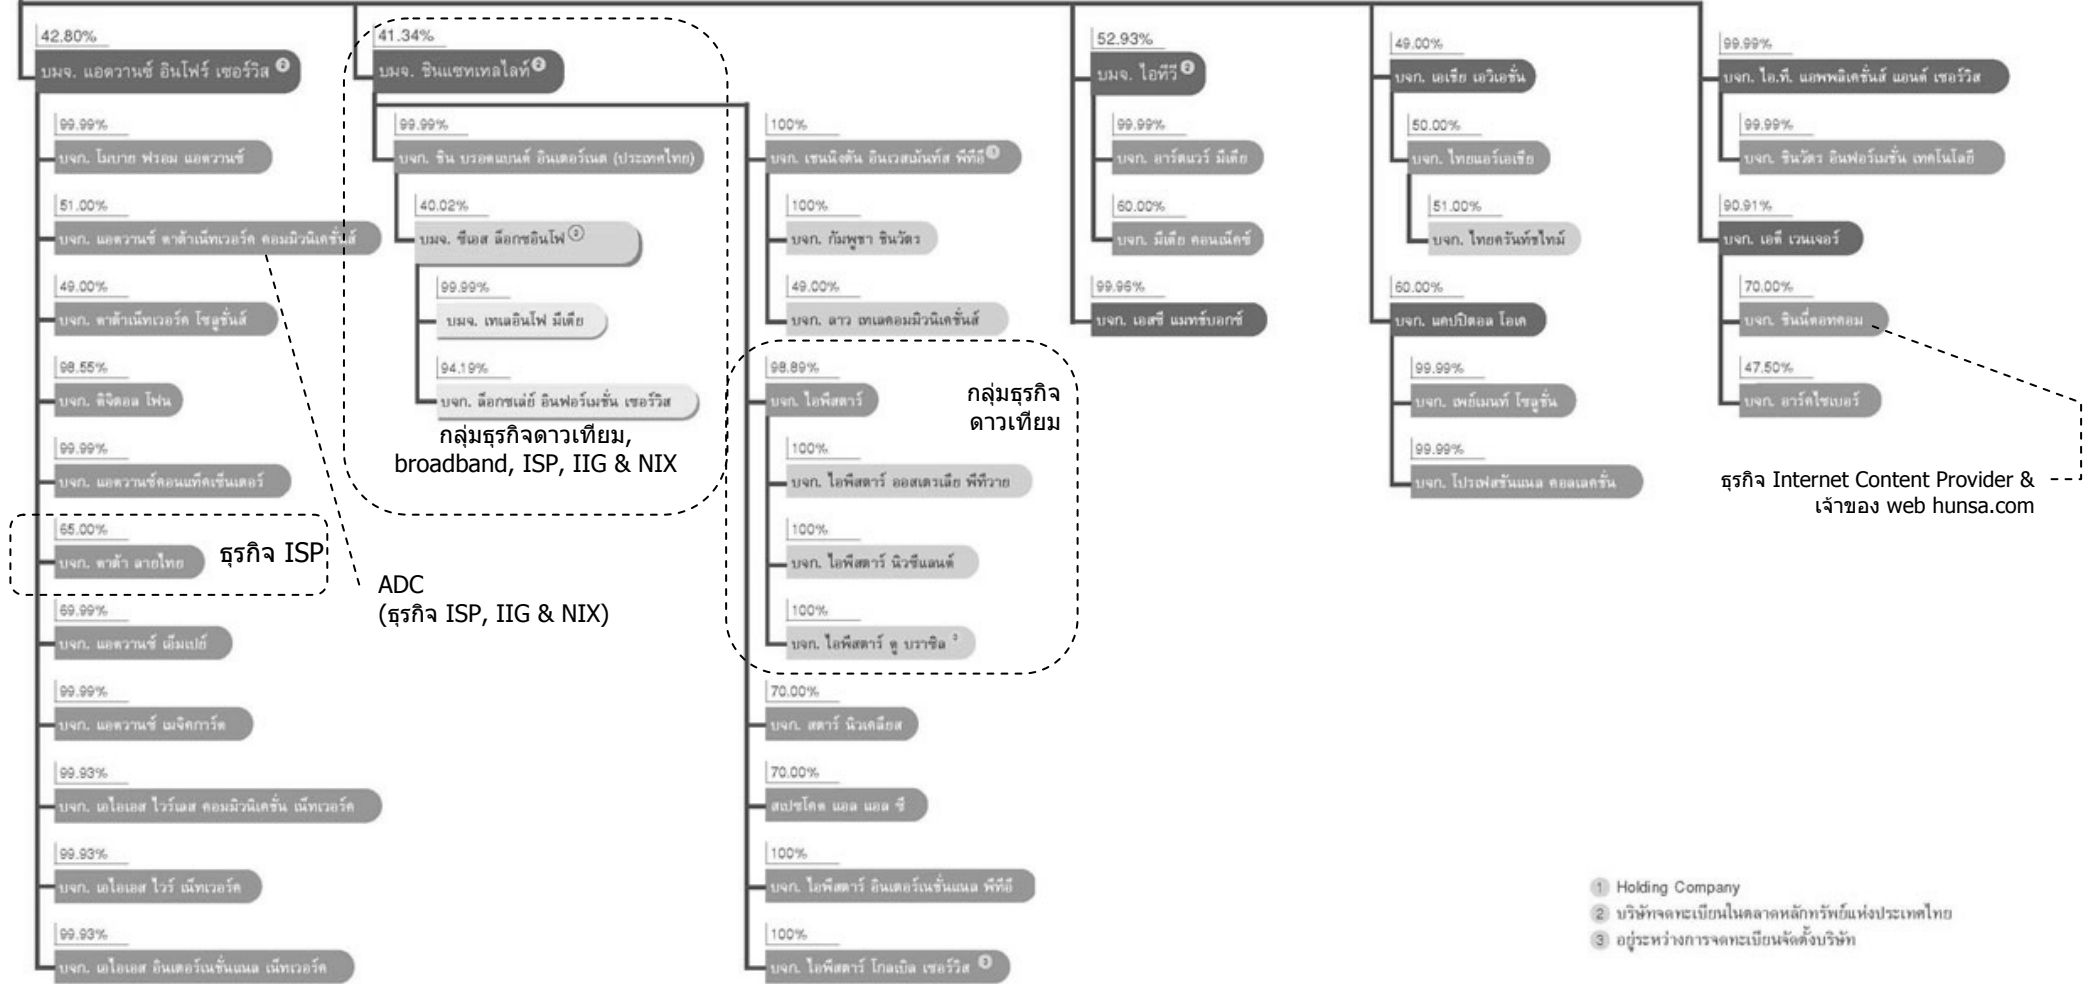 42.80%
บมจ. แอดวานซ์ อินโฟร์ เซอร์วิส 2
99.99%
บจก. โมบาย ฟรอม แอดวานซ์
51.00%
บจก. แอดวานซ์ ดาต้าเน็ทเวอร์ค คอมมิวนิเคชั่นส์
49.00%
บจก. ดาต้าเน็ทเวอร์ค โซลูชั่นส์
98.55%
บจก. ดิจิตอล โฟน
99.99%
บจก. แอดวานซ์คอนแท็คเซ็นเตอร์
65.00%
บจก. ดาต้า ลายไทย
ธุรกิจ ISP
69.99%
บจก. แอดวานซ์ เอ็มเปย์
99.99%
บจก. แอดวานซ์ เมจิคการ์ด
99.93%
บจก. เอไอเอส ไวร์เลส คอมมิวนิเคชั่น เน็ทเวอร์ค
99.93%
บจก. เอไอเอส ไวร์ เน็ทเวอร์ค
99.93%
บจก. เอไอเอส อินเตอร์เนชั่นแนล เน็ทเวอร์ค
ADC
(ธุรกิจ ISP, IIG & NIX)
41.34%
บมจ. ชินแซทเทลไลท์ 2
99.99%
บจก. ชิน บรอดแบนด์ อินเตอร์เนต (ประเทศไทย)
40.02%
บมจ. ซีเอส ล็อกซอินโฟ 2
99.99%
บมจ. เทเลอินโฟ มีเดีย
94.19%
บจก. ล็อกซเล่ย์ อินฟอร์เมชั่น เซอร์วิส
กลุ่มธุรกิจดาวเทียม,
broadband, ISP, IIG & NIX
100%
บจก. เชนนิงตัน อินเวสเม้นท์ส พีทีอี 1
100%
บจก. กัมพูชา ชินวัตร
49.00%
บจก. ลาว เทเลคอมมิวนิเคชั่นส์
98.89%
บจก. ไอพีสตาร์
กลุ่มธุรกิจ
ดาวเทียม
100%
บจก. ไอพีสตาร์ ออสเตรเลีย พีทีวาย
100%
บจก. ไอพีสตาร์ นิวซีแลนด์
100%
บจก. ไอพีสตาร์ ดู บราซิล 3
70.00%
บจก. สตาร์ นิวเคลียส
70.00%
สเปซโคด แอล แอล ซี
100%
บจก. ไอพีสตาร์ อินเตอร์เนชั่นแนล พีทีอี
100%
บจก. ไอพีสตาร์ โกลเบิล เซอร์วิส 3
52.93%
บมจ. ไอทีวี 2
99.99%
บจก. อาร์ตแวร์ มีเดีย
60.00%
บจก. มีเดีย คอนเน็คซ์
99.96%
บจก. เอสซี แมทช์บอกซ์
49.00%
บจก. เอเชีย เอวิเอชั่น
50.00%
บจก. ไทยแอร์เอเชีย
51.00%
บจก. ไทยครันท์ชไทม์
60.00%
บจก. แคปปิตอล โอเค
99.99%
บจก. เพย์เมนท์ โซลูชั่น
99.99%
บจก. โปรเฟสชันแนล คอลเลคชั่น
99.99%
บจก. ไอ.ที. แอพพลิเคชั่นส์ แอนด์ เซอร์วิส
99.99%
บจก. ชินวัตร อินฟอร์เมชั่น เทคโนโลยี
90.91%
บจก. เอดี เวนเจอร์
70.00%
บจก. ชินนี่ดอทคอม
47.50%
บจก. อาร์คไซเบอร์
ธุรกิจ Internet Content Provider &
เจ้าของ web hunsa.com
1 Holding Company
2 บริษัทจดทะเบียนในตลาดหลักทรัพย์แห่งประเทศไทย
3 อยู่ระหว่างการจดทะเบียนจัดตั้งบริษัท